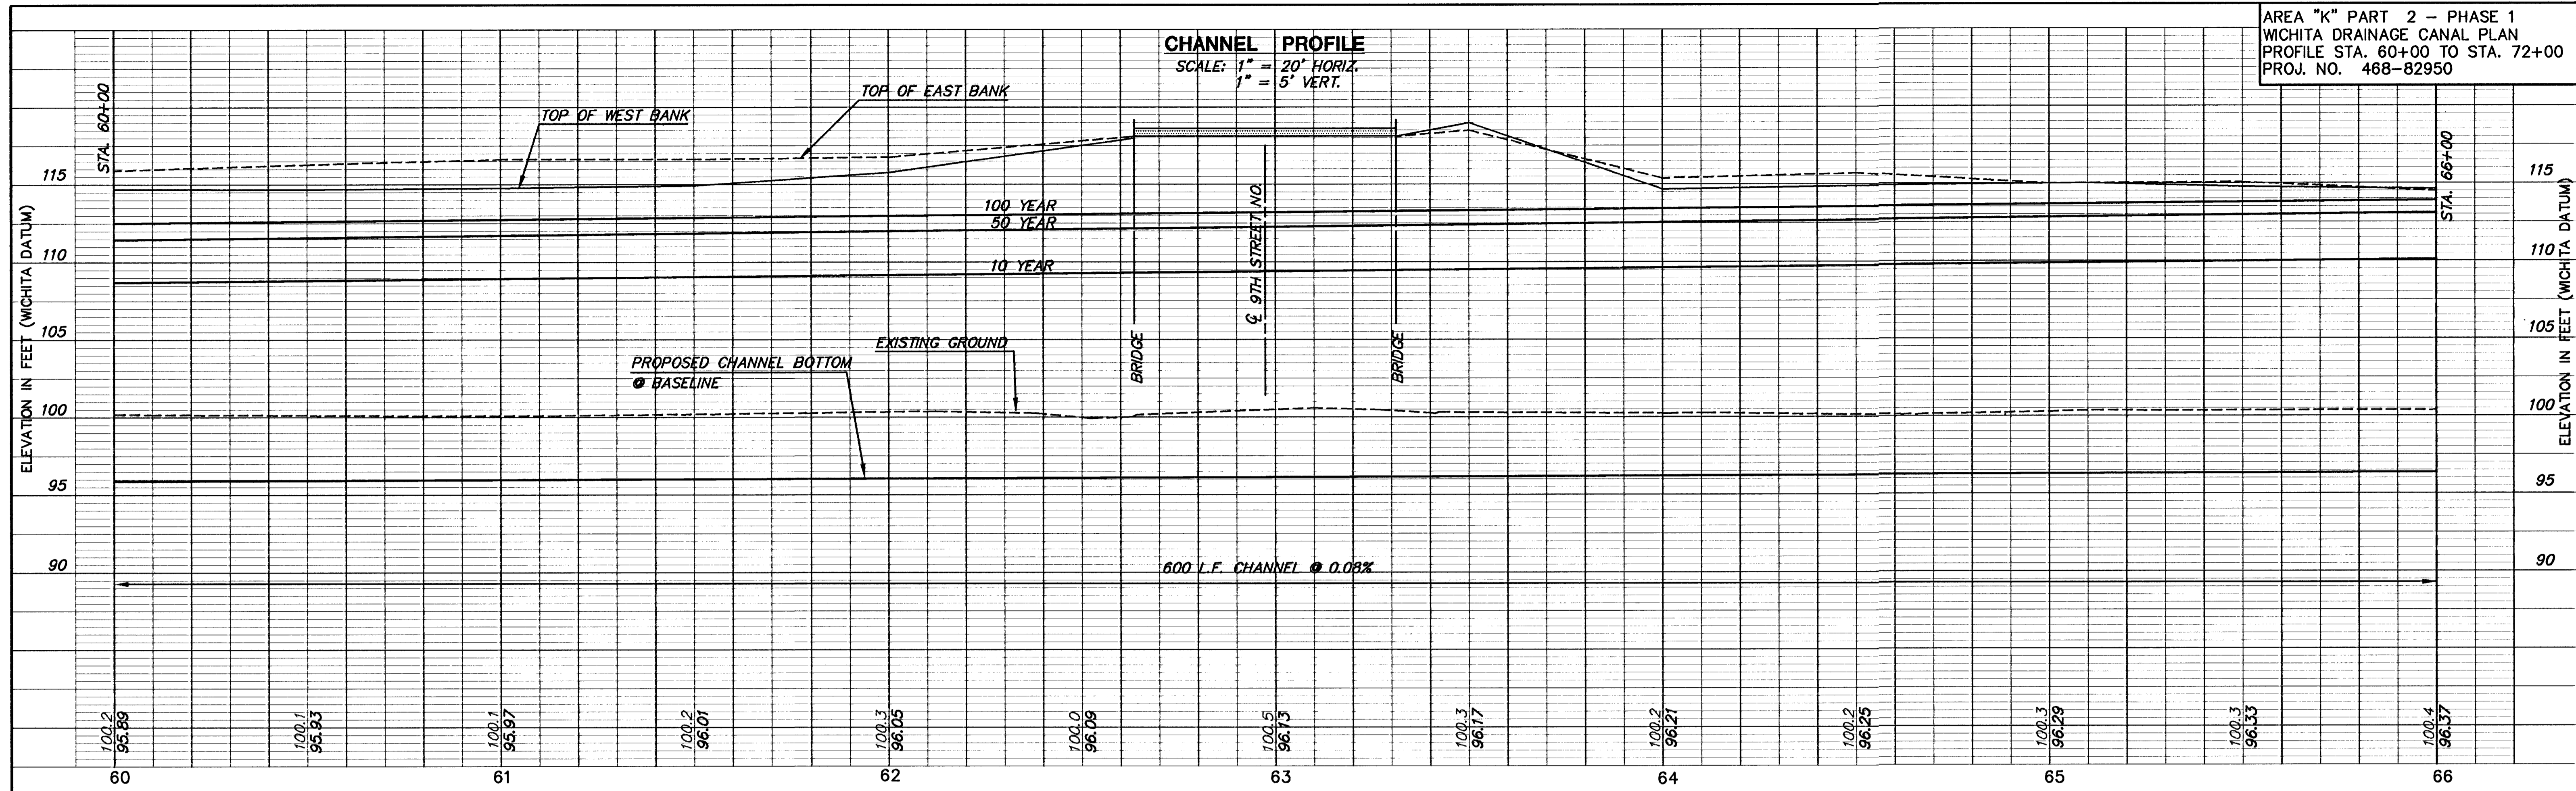 AREA "K" PART 2 - PHASE 1
WICHITA DRAINAGE CANAL PLAN
PROFILE STA. 60+00 TO STA. 72+00
PROJ. NO. 468-82950
CHANNEL PROFILE
SCALE: 1" = 20' HORIZ.
1" = 5' VERT.
STA. 60+00
TOP OF WEST BANK
TOP OF EAST BANK
STA. 66+00
115
115
100 YEAR
50 YEAR
110
110
10 YEAR
℄ 9TH STREET NO.
105
105
BRIDGE
BRIDGE
ELEVATION IN FEET (WICHITA DATUM)
ELEVATION IN FEET (WICHITA DATUM)
EXISTING GROUND
PROPOSED CHANNEL BOTTOM
@ BASELINE
100
100
95
95
90
90
600 L.F. CHANNEL @ 0.08%
100.2
95.89
100.1
95.93
100.1
95.97
100.2
96.01
100.3
96.05
100.0
96.09
100.5
96.13
100.3
96.17
100.2
96.21
100.2
96.25
100.3
96.29
100.3
96.33
100.4
96.37
60
61
62
63
64
65
66